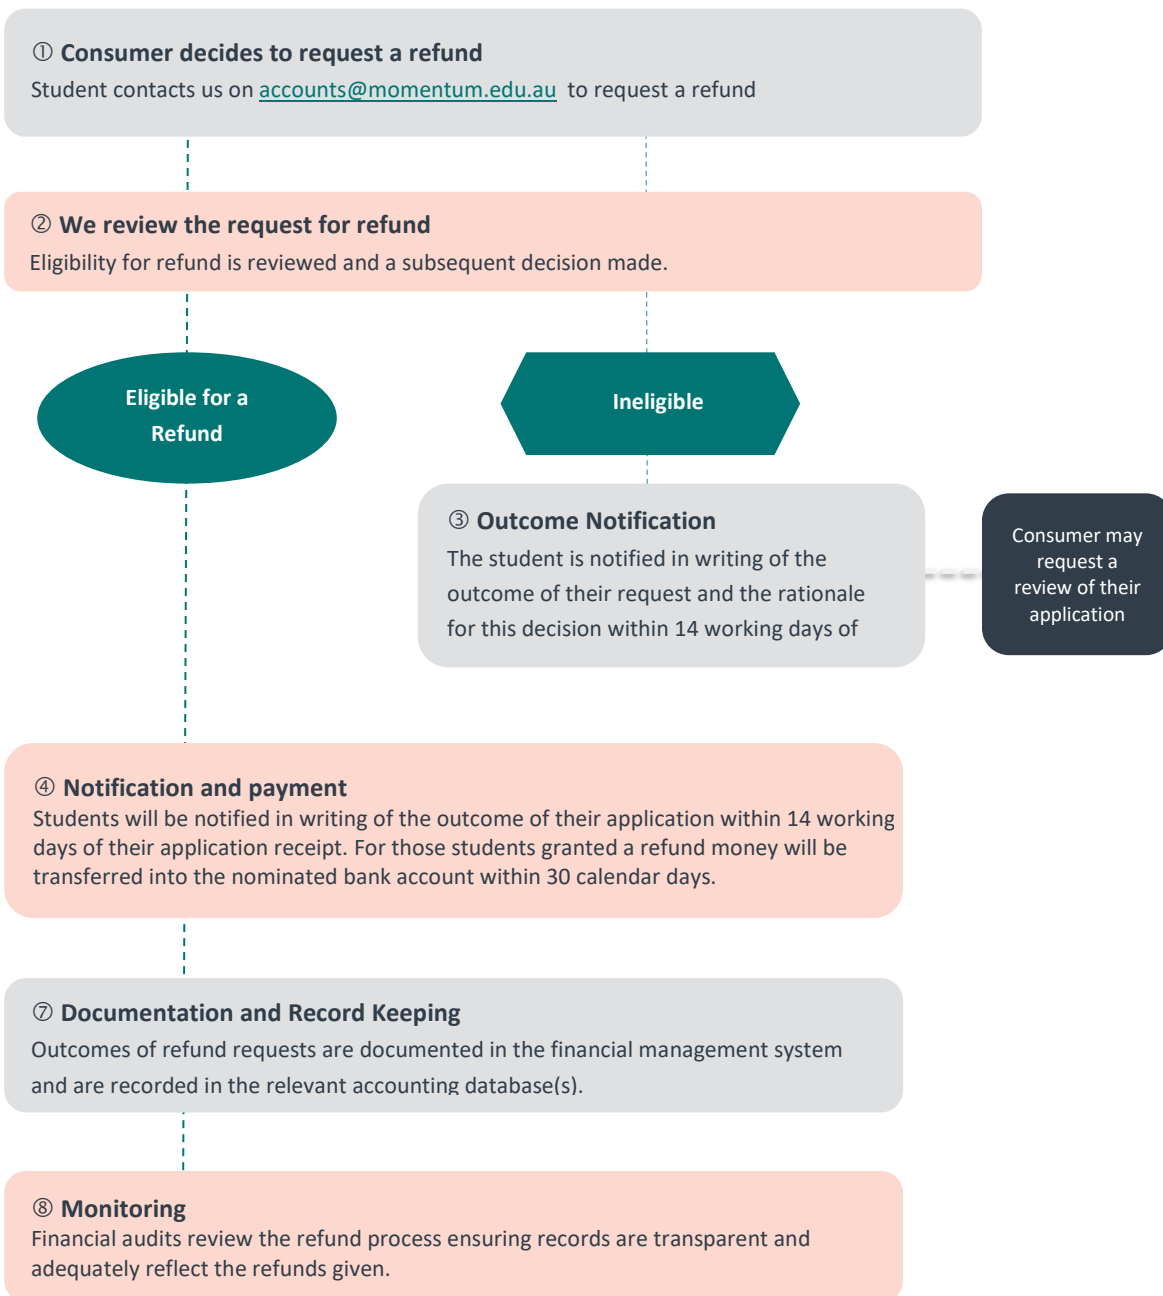 ① Consumer decides to request a refund
Student contacts us on accounts@momentum.edu.au to request a refund
② We review the request for refund
Eligibility for refund is reviewed and a subsequent decision made.
Eligible for a
Refund
Ineligible
③ Outcome Notification
The student is notified in writing of the
outcome of their request and the rationale
for this decision within 14 working days of
Consumer may
request a
review of their
application
④ Notification and payment
Students will be notified in writing of the outcome of their application within 14 working
days of their application receipt. For those students granted a refund money will be
transferred into the nominated bank account within 30 calendar days.
⑦ Documentation and Record Keeping
Outcomes of refund requests are documented in the financial management system
and are recorded in the relevant accounting database(s).
⑧ Monitoring
Financial audits review the refund process ensuring records are transparent and
adequately reflect the refunds given.